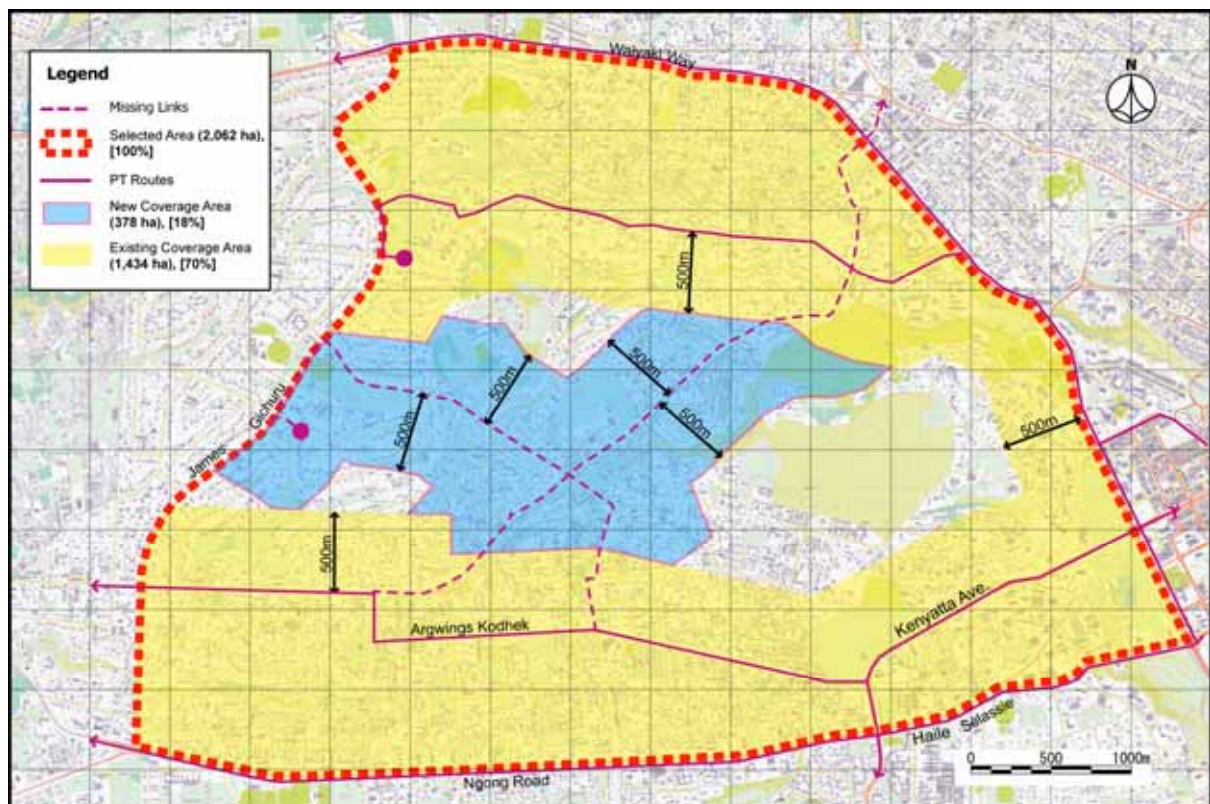 Legend
Missing Links
Selected Area (2,062 ha),
[100%]
PT Routes
New Coverage Area
(378 ha), [18%]
Existing Coverage Area
(1,434 ha), [70%]
Waiyaki Way
N
500m
500m
500m
500m
500m
500m
500m
James Gichuru
Argwings Kodhek
Kenyatta Ave.
Haile Selassie
Ngong Road
0 500 1000m